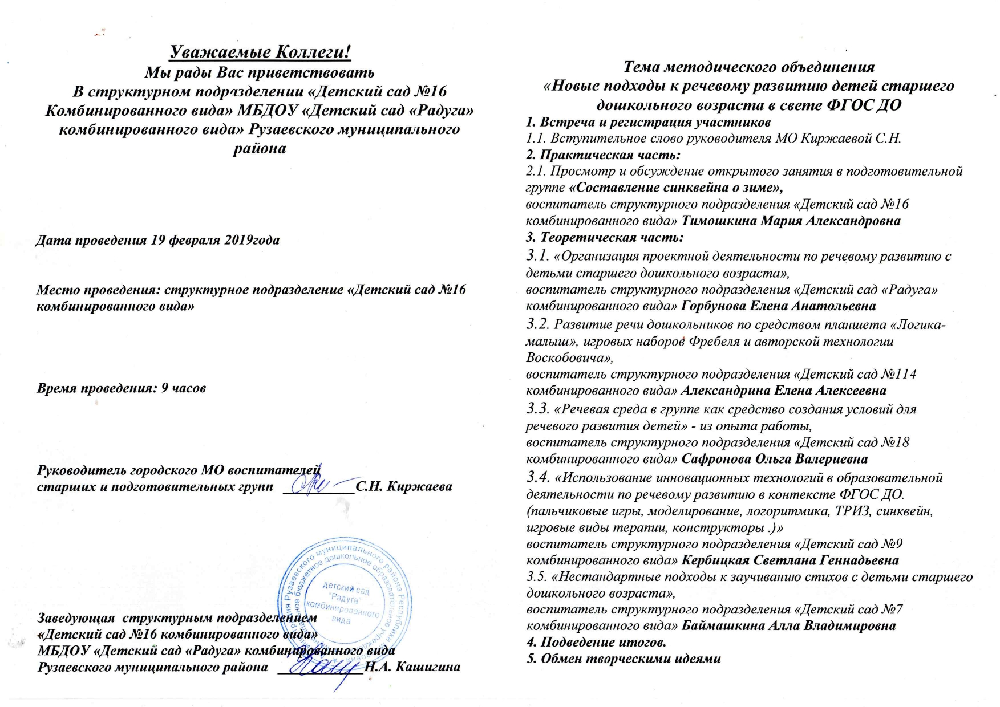 Уважаемые Коллеги!
Мы рады Вас приветствовать
В структурном подразделении «Детский сад №16
Комбинированного вида» МБДОУ «Детский сад «Радуга»
комбинированного вида» Рузаевского муниципального
района
Дата проведения 19 февраля 2019года
Место проведения: структурное подразделение «Детский сад №16
комбинированного вида»
Время проведения: 9 часов
Руководитель городского МО воспитателей
старших и подготовительных групп __________С.Н. Киржаева
детский сад
"Радуга"
комбинированного
вида
Заведующая структурным подразделением
«Детский сад №16 комбинированного вида»
МБДОУ «Детский сад «Радуга» комбинированного вида
Рузаевского муниципального района ____________Н.А. Кашигина
Тема методического объединения
«Новые подходы к речевому развитию детей старшего
дошкольного возраста в свете ФГОС ДО
1. Встреча и регистрация участников
1.1. Вступительное слово руководителя МО Киржаевой С.Н.
2. Практическая часть:
2.1. Просмотр и обсуждение открытого занятия в подготовительной
группе «Составление синквейна о зиме»,
воспитатель структурного подразделения «Детский сад №16
комбинированного вида» Тимошкина Мария Александровна
3. Теоретическая часть:
3.1. «Организация проектной деятельности по речевому развитию с
детьми старшего дошкольного возраста»,
воспитатель структурного подразделения «Детский сад «Радуга»
комбинированного вида» Горбунова Елена Анатольевна
3.2. Развитие речи дошкольников по средством планшета «Логика-
малыш», игровых наборов Фребеля и авторской технологии
Воскобовича»,
воспитатель структурного подразделения «Детский сад №114
комбинированного вида» Александрина Елена Алексеевна
3.3. «Речевая среда в группе как средство создания условий для
речевого развития детей» - из опыта работы,
воспитатель структурного подразделения «Детский сад №18
комбинированного вида» Сафронова Ольга Валериевна
3.4. «Использование инновационных технологий в образовательной
деятельности по речевому развитию в контексте ФГОС ДО.
(пальчиковые игры, моделирование, логоритмика, ТРИЗ, синквейн,
игровые виды терапии, конструкторы .)»
воспитатель структурного подразделения «Детский сад №9
комбинированного вида» Кербицкая Светлана Геннадьевна
3.5. «Нестандартные подходы к заучиванию стихов с детьми старшего
дошкольного возраста»,
воспитатель структурного подразделения «Детский сад №7
комбинированного вида» Баймашкина Алла Владимировна
4. Подведение итогов.
5. Обмен творческими идеями